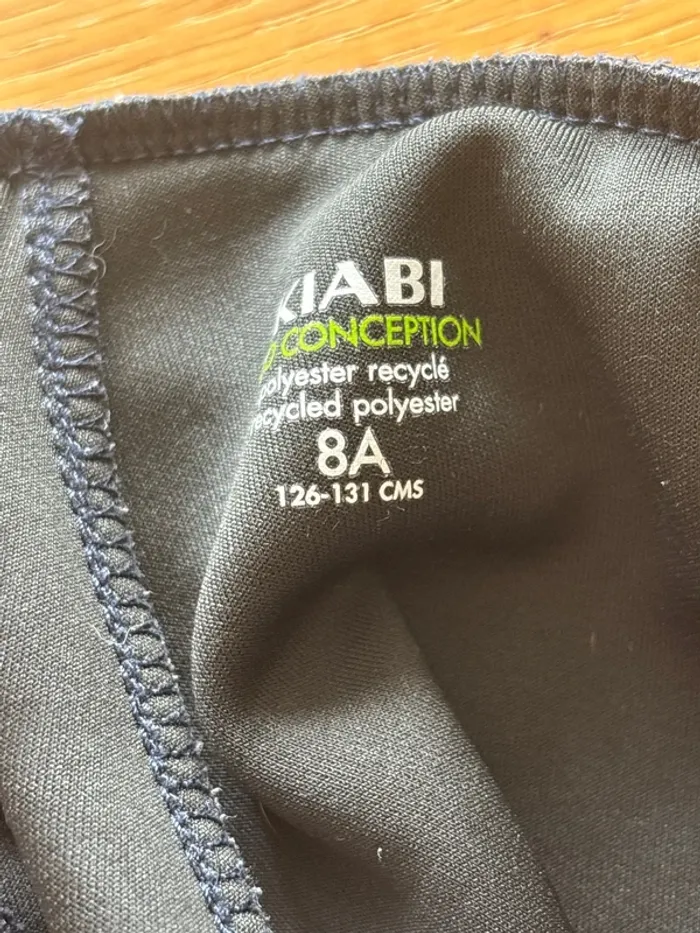 KIABI
CONCEPTION
polyester recyclé
recycled polyester
8A
126-131 CMS